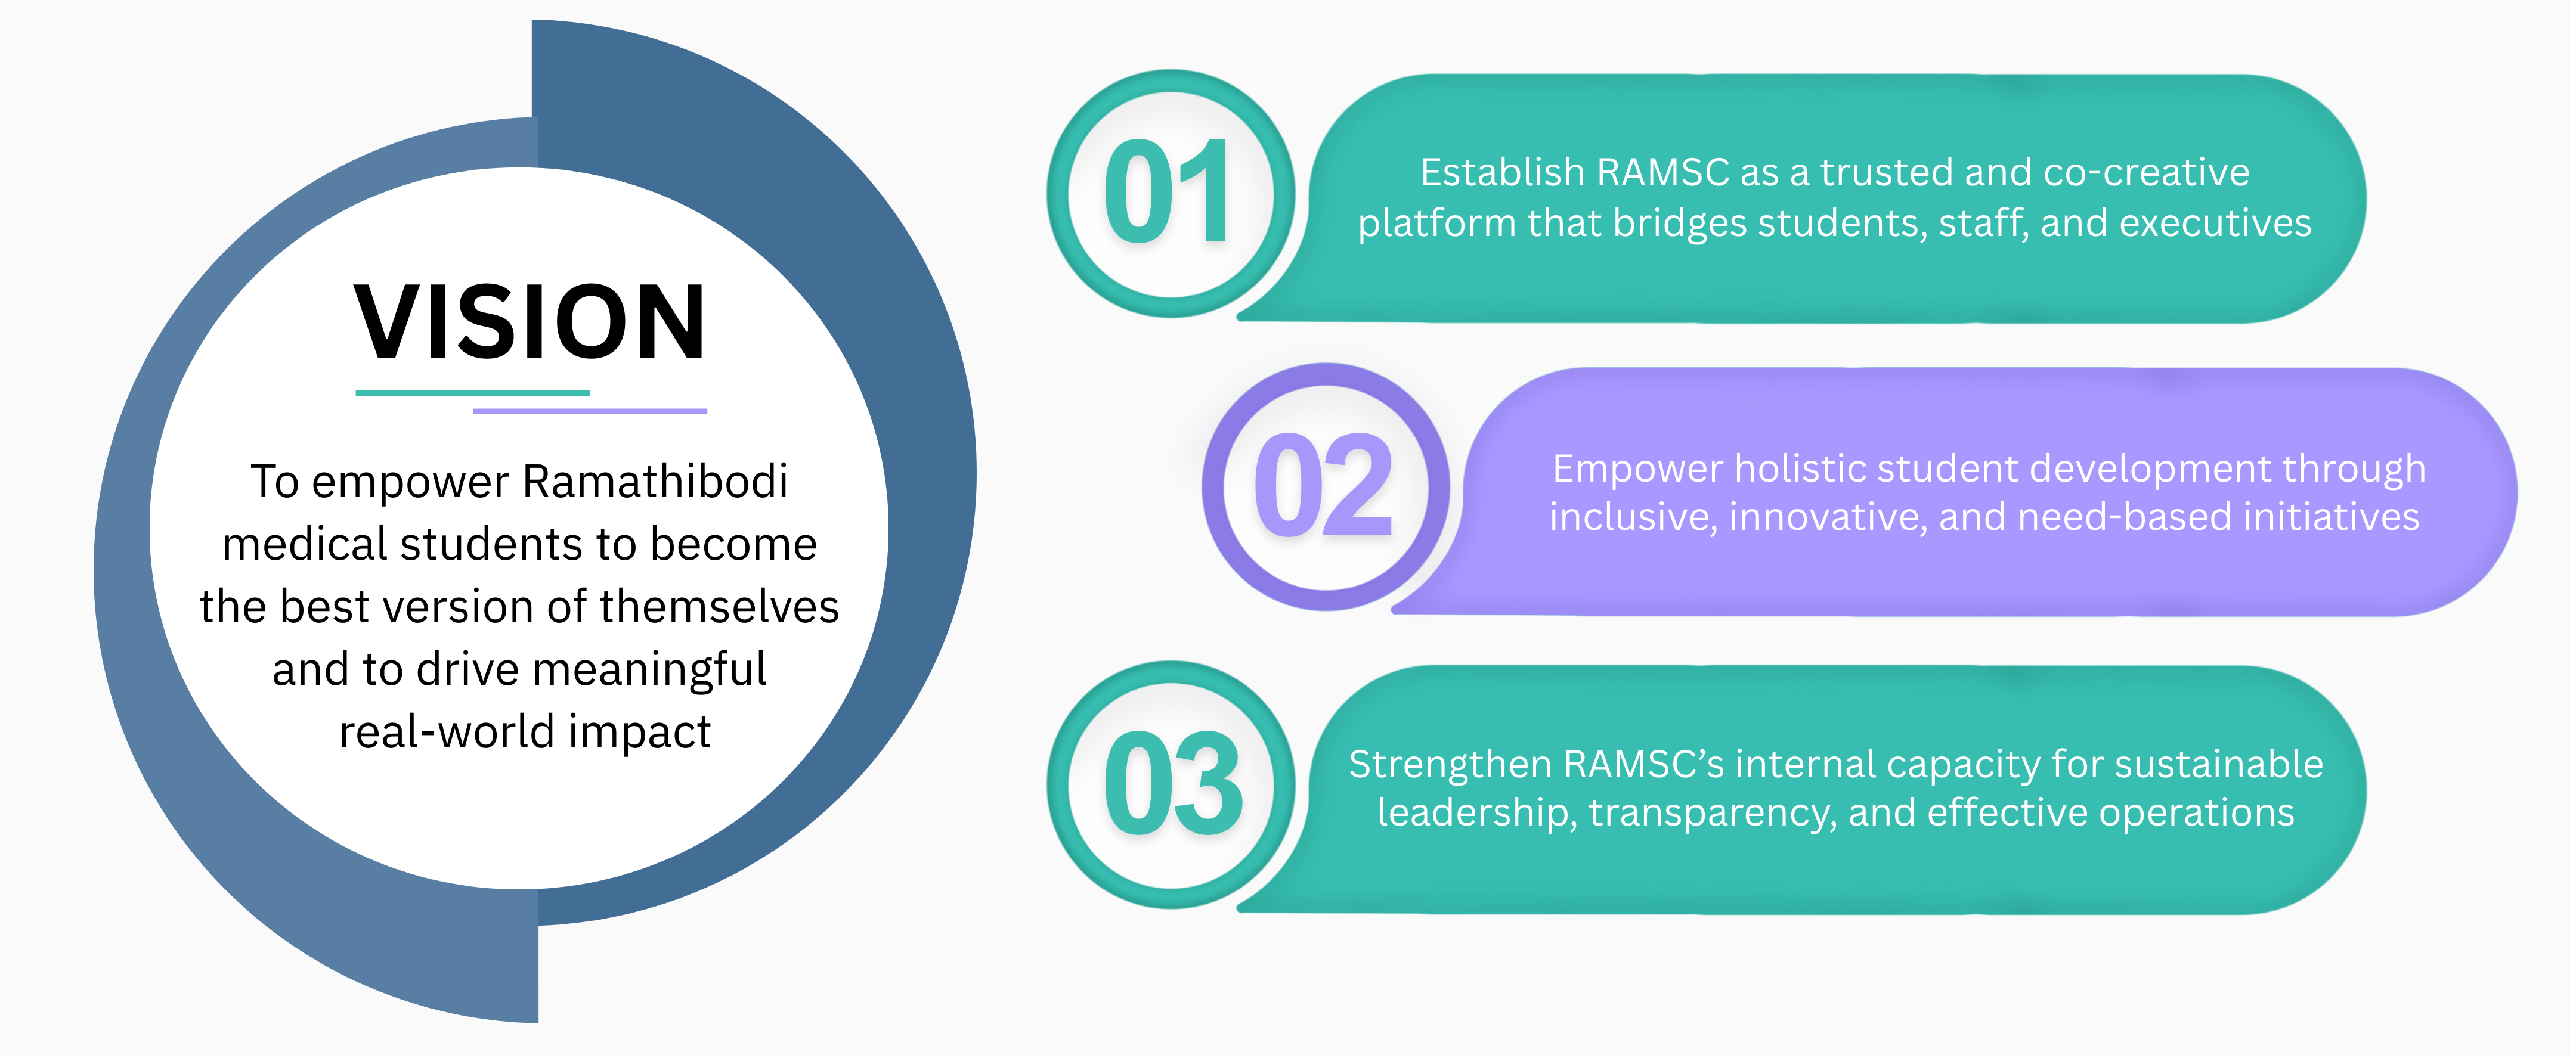 VISION
To empower Ramathibodi
medical students to become
the best version of themselves
and to drive meaningful
real-world impact
01
Establish RAMSC as a trusted and co-creative
platform that bridges students, staff, and executives
02
Empower holistic student development through
inclusive, innovative, and need-based initiatives
03
Strengthen RAMSC’s internal capacity for sustainable
leadership, transparency, and effective operations